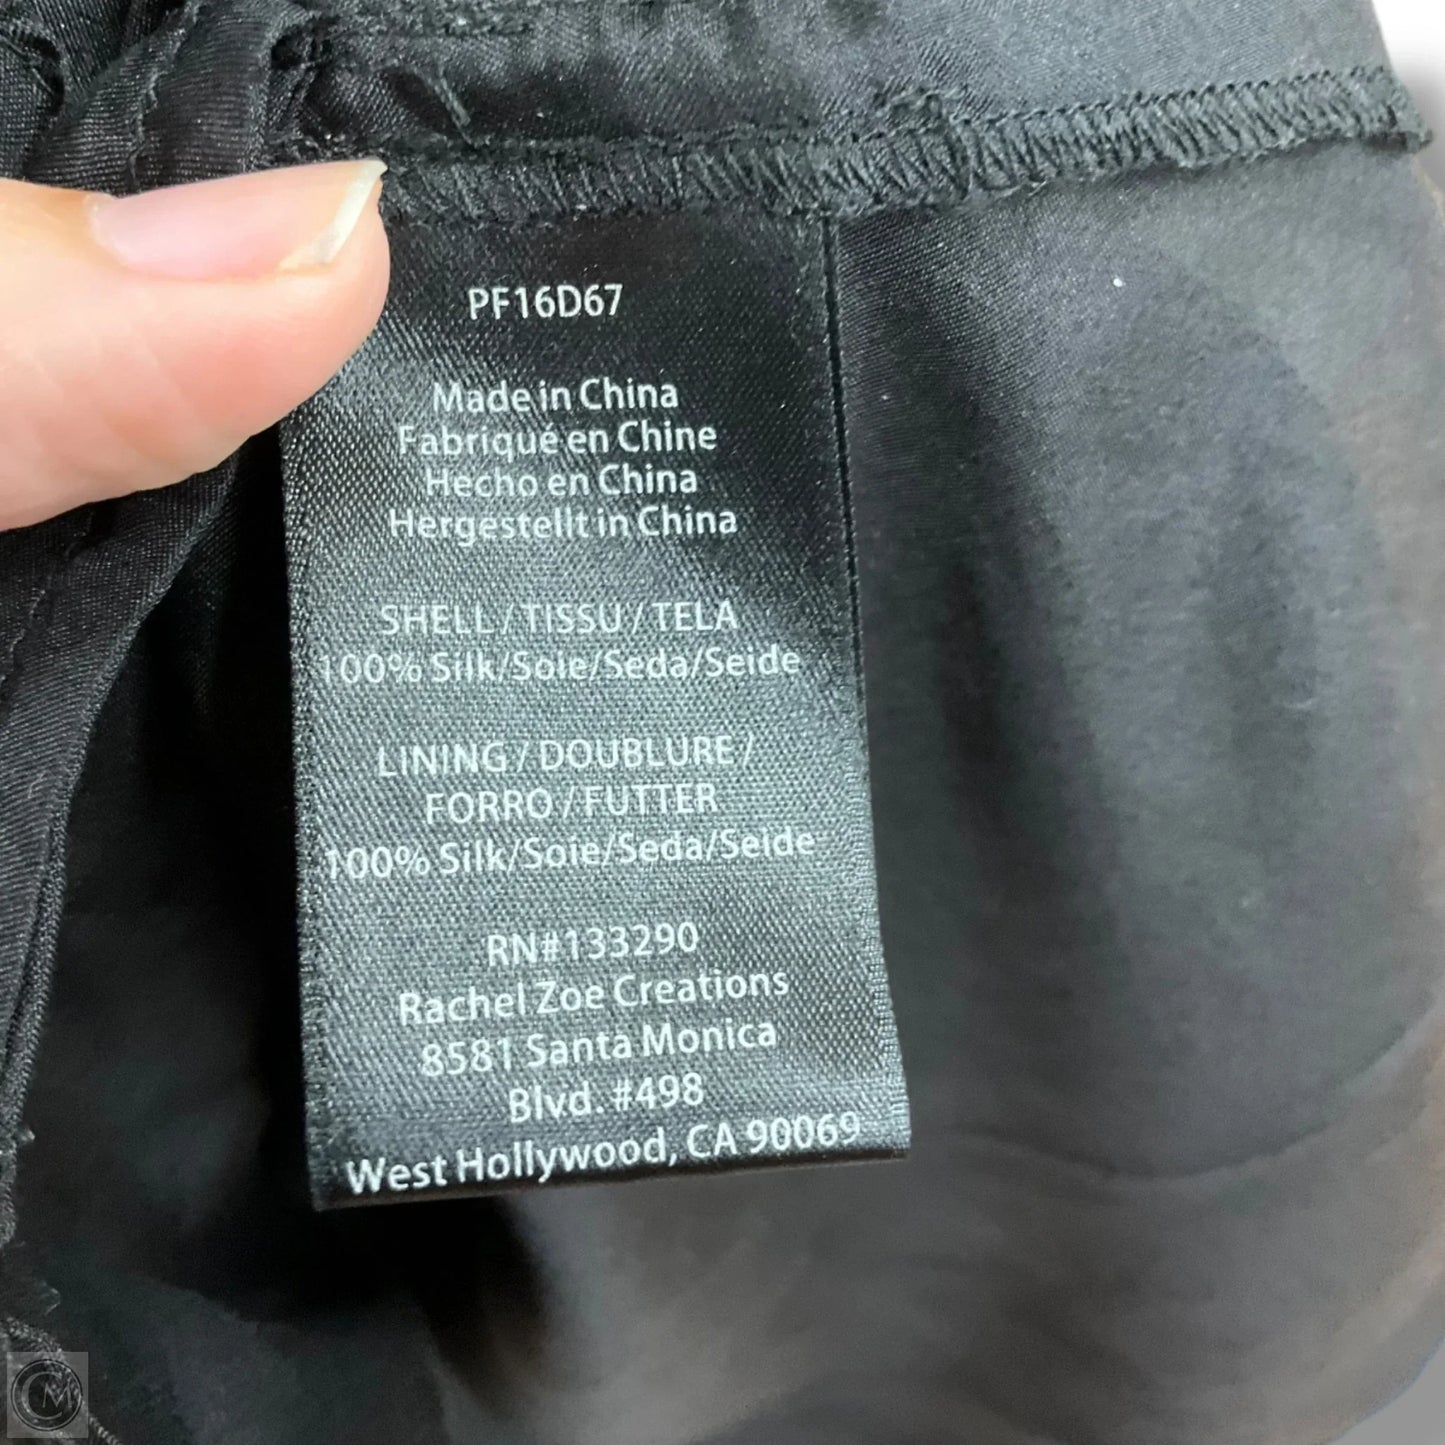 PF16D67
Made in China
Fabriqué en Chine
Hecho en China
Hergestellt in China
SHELL / TISSU / TELA
100% Silk/Soie/Seda/Seide
LINING / DOUBLURE /
FORRO / FUTTER
100% Silk/Soie/Seda/Seide
RN#133290
Rachel Zoe Creations
8581 Santa Monica
Blvd. #498
West Hollywood, CA 90069
CM